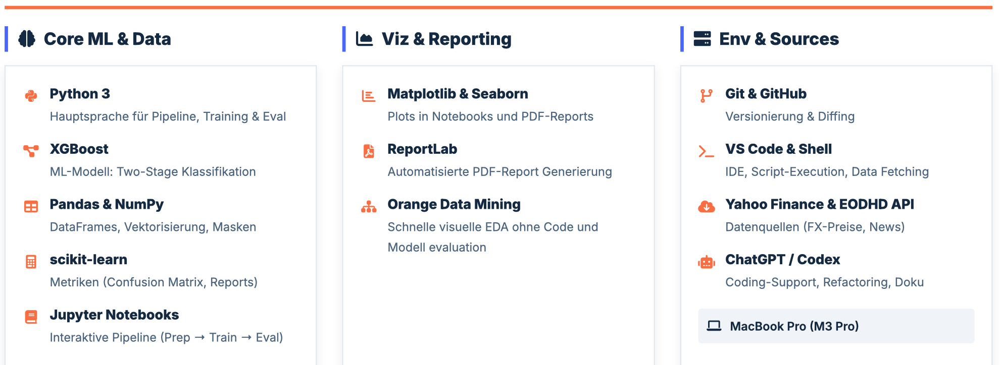 Core ML & Data
Python 3
Hauptsprache für Pipeline, Training & Eval
XGBoost
ML-Modell: Two-Stage Klassifikation
Pandas & NumPy
DataFrames, Vektorisierung, Masken
scikit-learn
Metriken (Confusion Matrix, Reports)
Jupyter Notebooks
Interaktive Pipeline (Prep → Train → Eval)
Viz & Reporting
Matplotlib & Seaborn
Plots in Notebooks und PDF-Reports
ReportLab
Automatisierte PDF-Report Generierung
Orange Data Mining
Schnelle visuelle EDA ohne Code und
Modell evaluation
Env & Sources
Git & GitHub
Versionierung & Diffing
VS Code & Shell
IDE, Script-Execution, Data Fetching
Yahoo Finance & EODHD API
Datenquellen (FX-Preise, News)
ChatGPT / Codex
Coding-Support, Refactoring, Doku
MacBook Pro (M3 Pro)